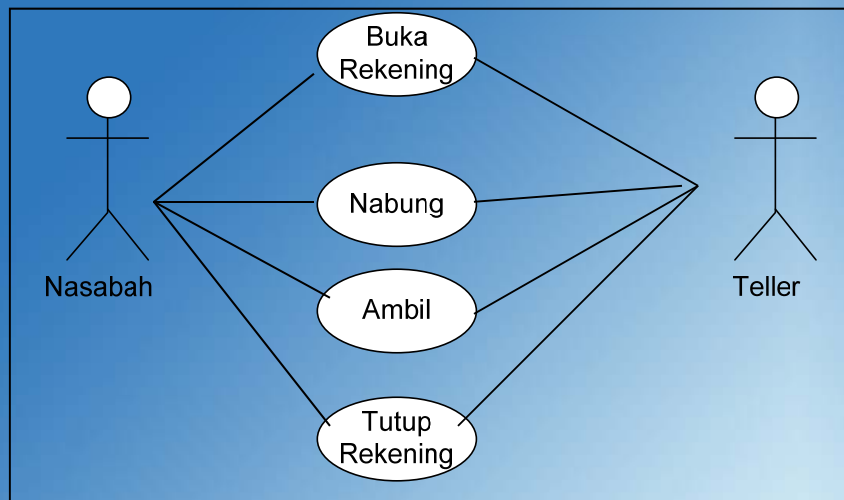 Buka
Rekening
Nabung
Nasabah
Teller
Ambil
Tutup
Rekening